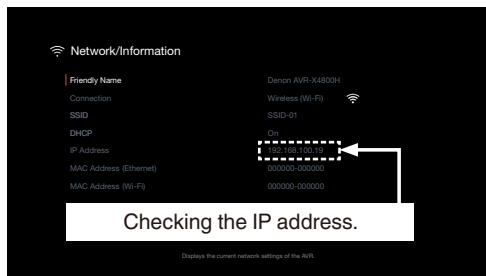 Network/Information
Friendly Name Denon AVR-X4800H
Connection Wireless (Wi-Fi)
SSID SSID-01
DHCP On
IP Address 192.168.100.19
MAC Address (Ethernet) 000000-000000
MAC Address (Wi-Fi) 000000-000000
Checking the IP address.
Displays the current network settings of the AVR.